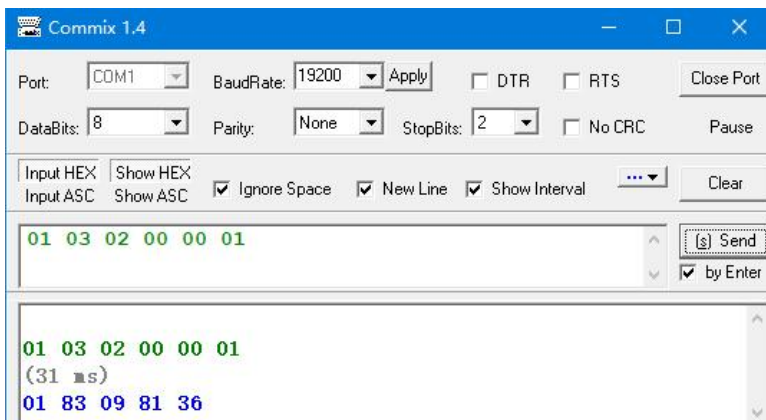 Commix 1.4
Port: COM1 BaudRate: 19200 Apply DTR RTS Close Port
DataBits: 8 Parity: None StopBits: 2 No CRC Pause
Input HEX Show HEX
Input ASC Show ASC
Ignore Space New Line Show Interval ... Clear
01 03 02 00 00 01
(s) Send
by Enter
01 03 02 00 00 01
(31 ms)
01 83 09 81 36